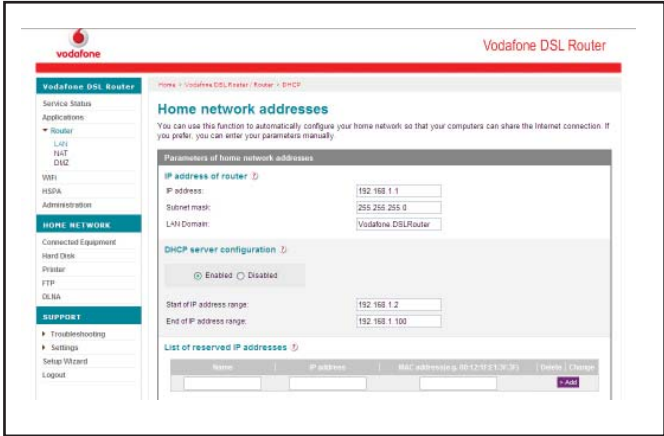 vodafone
Vodafone DSL Router
Vodafone DSL Router
Service Status
Applications
Router
LAN
NAT
DMZ
WiFi
HSPA
Administration
HOME NETWORK
Connected Equipment
Hard Disk
Printer
FTP
DLNA
SUPPORT
Troubleshooting
Settings
Setup Wizard
Logout
Home > Vodafone DSL Router / Router > DHCP
Home network addresses
You can use this function to automatically configure your home network so that your computers can share the Internet connection. If
you prefer, you can enter your parameters manually
Parameters of home network addresses
IP address of router ?
IP address: 192.168.1.1
Subnet mask: 255.255.255.0
LAN Domain: Vodafone.DSLRouter
DHCP server configuration ?
Enabled Disabled
Start of IP address range: 192.168.1.2
End of IP address range: 192.168.1.100
List of reserved IP addresses ?
Name | IP address | MAC address(e.g. | Delete | Change
+ Add